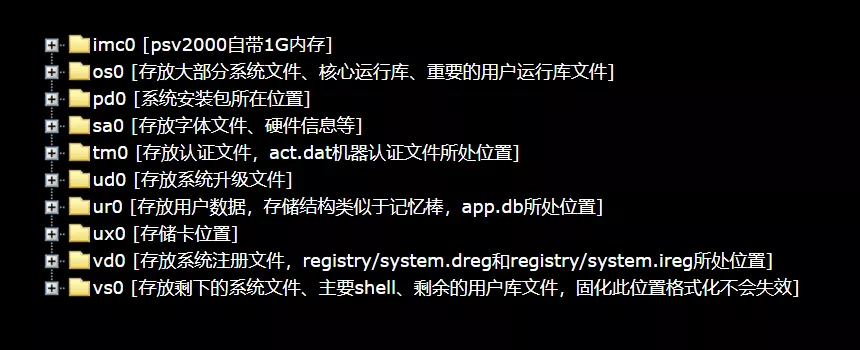 imc0 [psv2000自带1G内存]
os0 [存放大部分系统文件、核心运行库、重要的用户运行库文件]
pd0 [系统安装包所在位置]
sa0 [存放字体文件、硬件信息等]
tm0 [存放认证文件，act.dat机器认证文件所处位置]
ud0 [存放系统升级文件]
ur0 [存放用户数据，存储结构类似于记忆棒，app.db所处位置]
ux0 [存储卡位置]
vd0 [存放系统注册文件，registry/system.dreg和registry/system.ireg所处位置]
vs0 [存放剩下的系统文件、主要shell、剩余的用户库文件，固化此位置格式化不会失效]